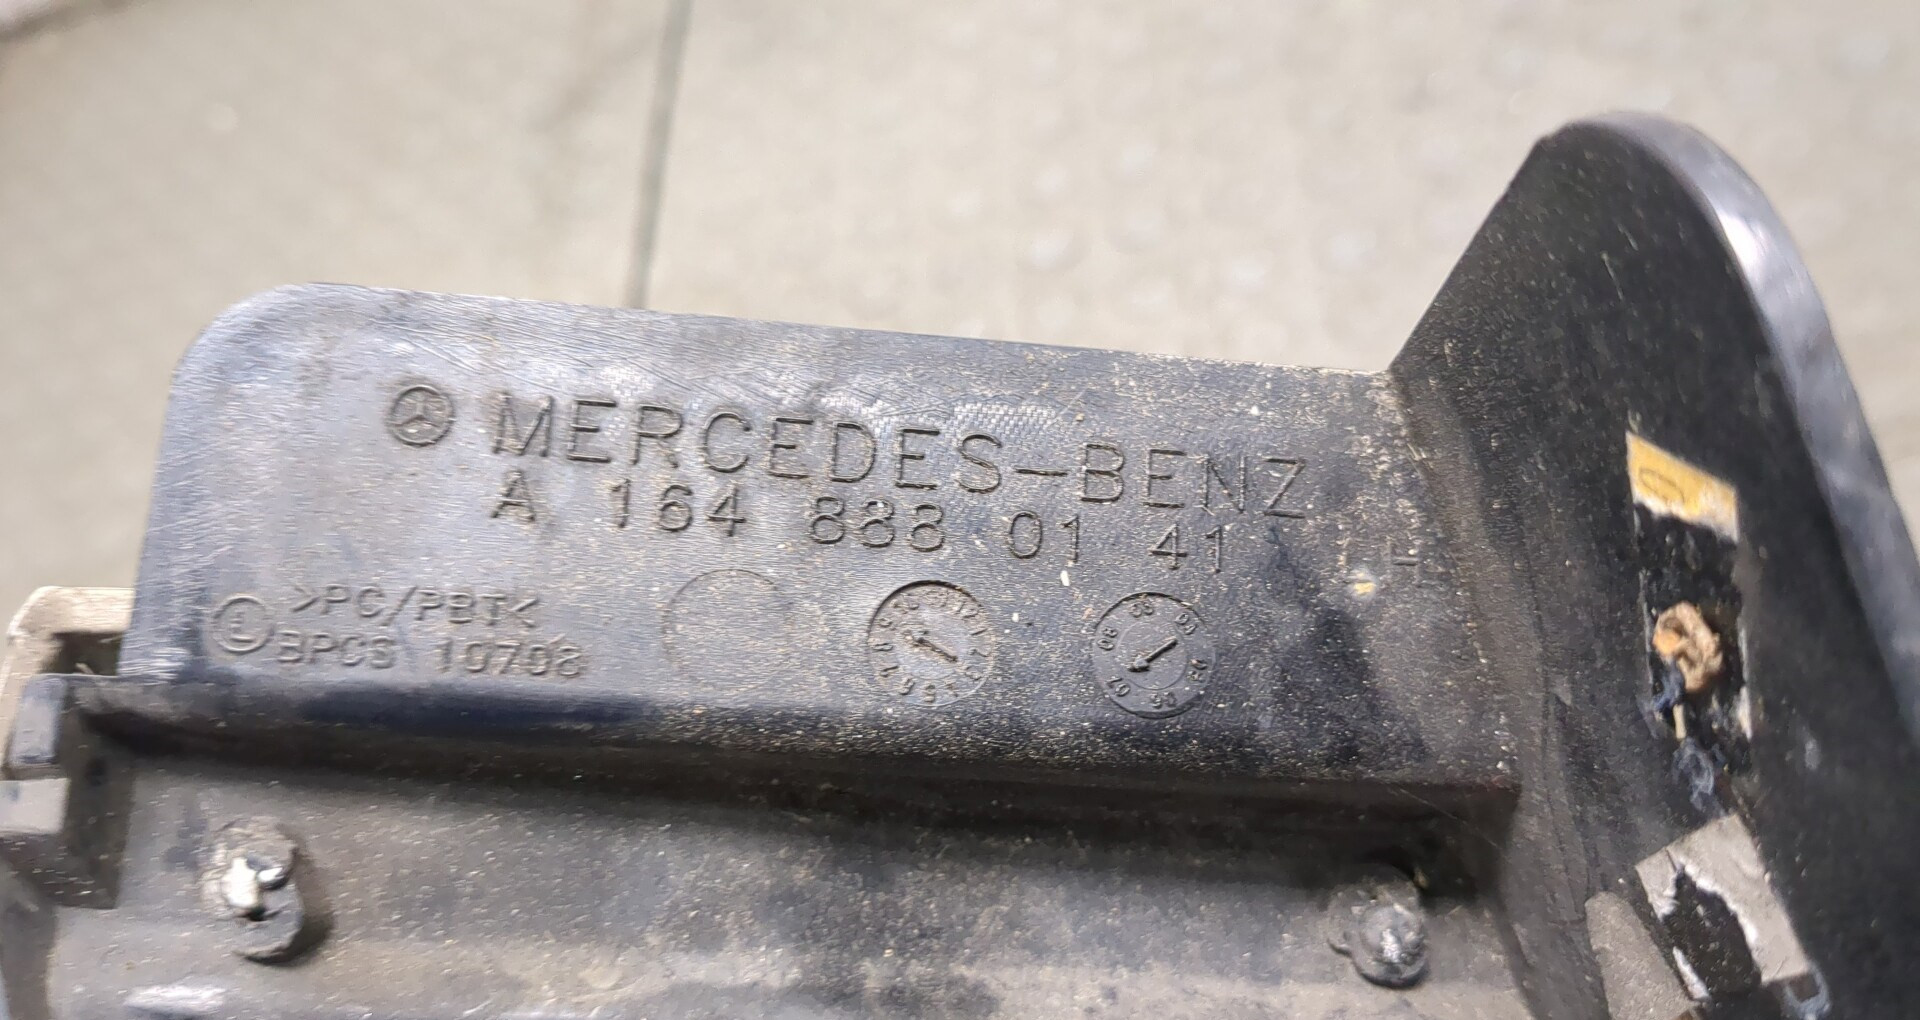 MERCEDES-BENZ
A 164 888 01 41
>PC/PBT<
BPCS 10708